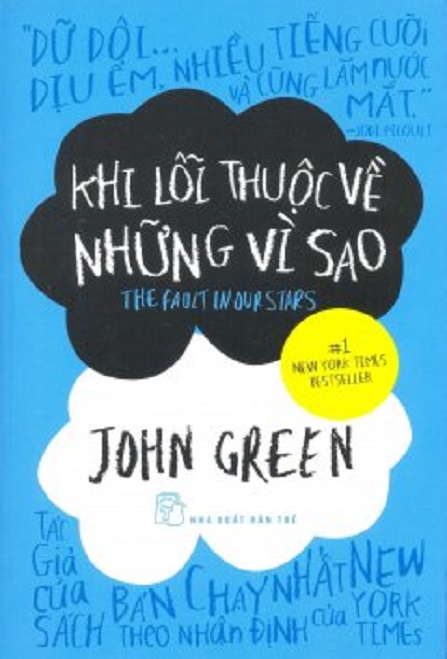 "DỮ DỘI... 
DỊU ÊM, NHIỀU TIẾNG CƯỜI
VÀ CŨNG LẮM NƯỚC
MẮT."
—JODI PICOULT
KHI LỖI THUỘC VỀ
NHỮNG VÌ SAO
THE FAULT IN OUR STARS
#1
NEW YORK TIMES
BESTSELLER
JOHN GREEN
NHÀ XUẤT BẢN TRẺ
TÁC
GIẢ
CỦA
SÁCH BÁN CHẠY NHẤT NEW
THEO NHẬN ĐỊNH CỦA YORK
TIMES